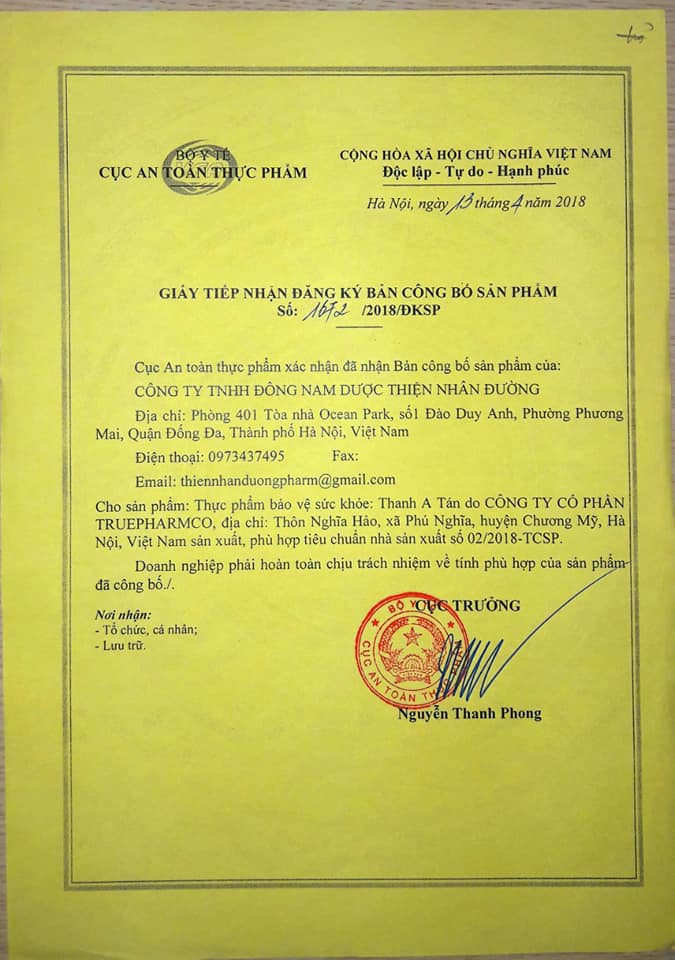 BỘ Y TẾ
CỤC AN TOÀN THỰC PHẨM
CỘNG HÒA XÃ HỘI CHỦ NGHĨA VIỆT NAM
Độc lập - Tự do - Hạnh phúc
Hà Nội, ngày 13 tháng 4 năm 2018
GIẤY TIẾP NHẬN ĐĂNG KÝ BẢN CÔNG BỐ SẢN PHẨM
Số: 1672 /2018/ĐKSP
Cục An toàn thực phẩm xác nhận đã nhận Bản công bố sản phẩm của:
CÔNG TY TNHH ĐÔNG NAM DƯỢC THIỆN NHÂN ĐƯỜNG
Địa chỉ: Phòng 401 Tòa nhà Ocean Park, số1 Đào Duy Anh, Phường Phương
Mai, Quận Đống Đa, Thành phố Hà Nội, Việt Nam
Điện thoại: 0973437495 Fax:
Email: thiennhanduongpharm@gmail.com
Cho sản phẩm: Thực phẩm bảo vệ sức khỏe: Thanh A Tán do CÔNG TY CỔ PHẦN
TRUEPHARMCO, địa chỉ: Thôn Nghĩa Hảo, xã Phú Nghĩa, huyện Chương Mỹ, Hà
Nội, Việt Nam sản xuất, phù hợp tiêu chuẩn nhà sản xuất số 02/2018-TCSP.
Doanh nghiệp phải hoàn toàn chịu trách nhiệm về tính phù hợp của sản phẩm
đã công bố./.
Nơi nhận:
- Tổ chức, cá nhân;
- Lưu trữ.
CỤC TRƯỞNG
BỘ Y TẾ
CỤC AN TOÀN THỰC PHẨM
Nguyễn Thanh Phong